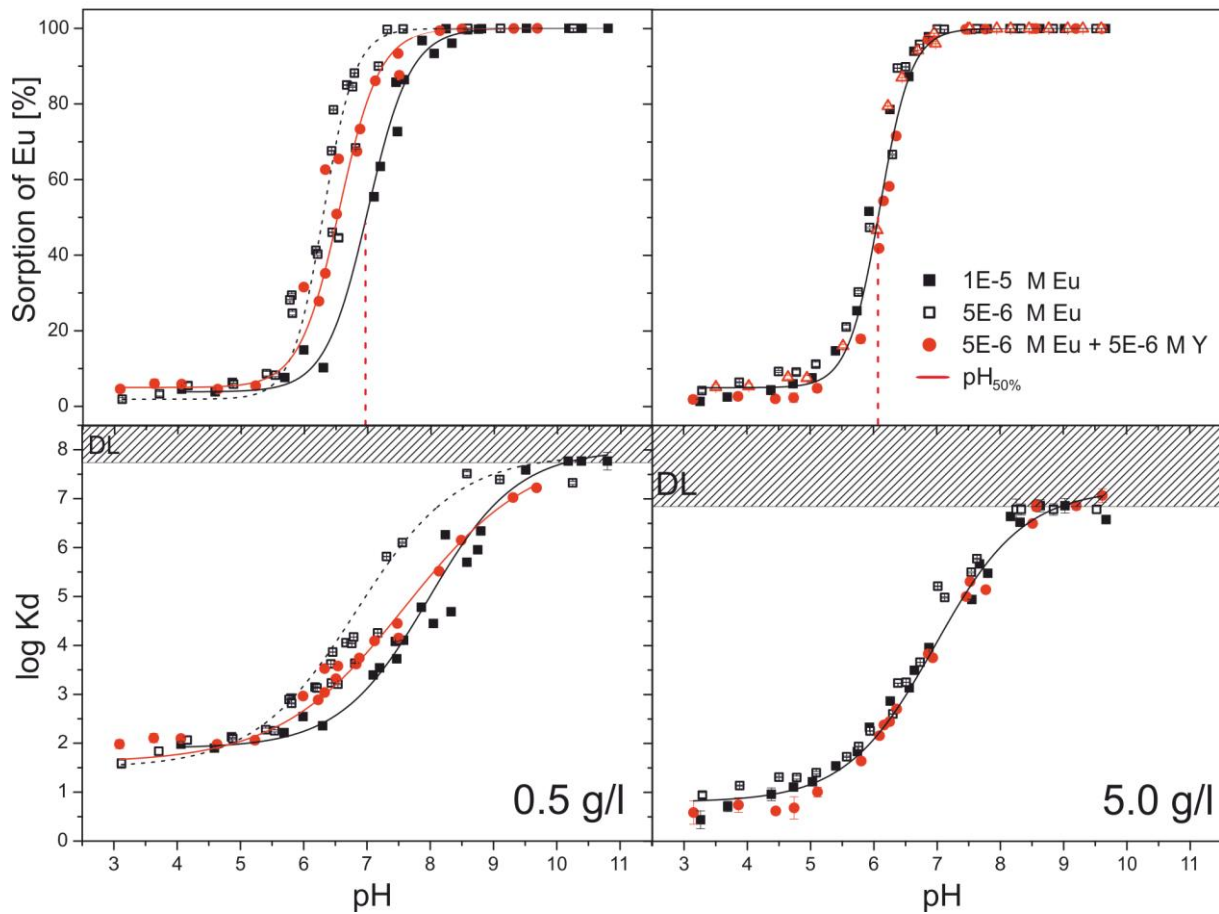 Sorption of Eu [%]
100
80
60
40
20
0
1E-5 M Eu
5E-6 M Eu
5E-6 M Eu + 5E-6 M Y
pH50%
log Kd
8
7
6
5
4
3
2
1
0
DL
DL
0.5 g/l
5.0 g/l
3 4 5 6 7 8 9 10 11
3 4 5 6 7 8 9 10 11
pH
pH